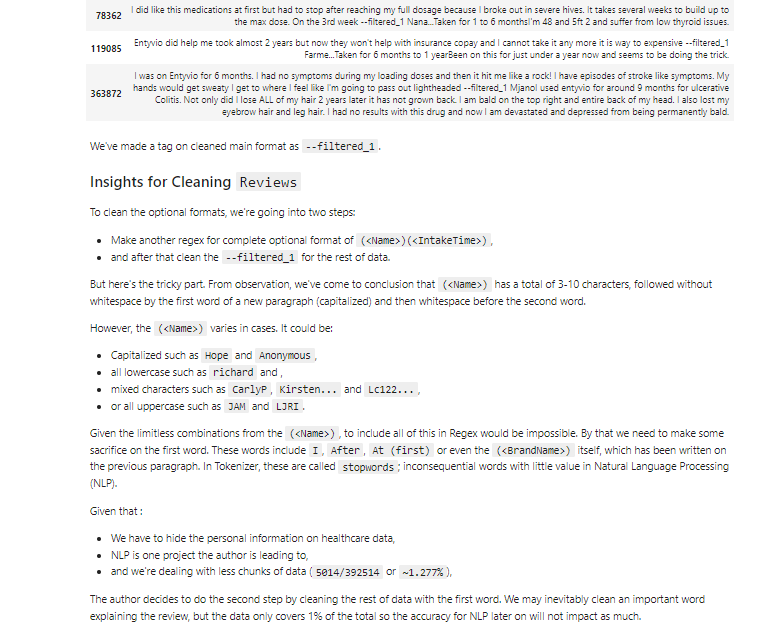 78362 I did like this medications at first but had to stop after reaching my full dosage because I broke out in severe hives. It takes several weeks to build up to
the max dose. On the 3rd week --filtered_1 Nana...Taken for 1 to 6 monthsI'm 48 and 5ft 2 and suffer from low thyroid issues.
119085 Entyvio did help me took almost 2 years but now they won't help with insurance copay and I cannot take it any more it is way to expensive --filtered_1
Farme...Taken for 6 months to 1 yearBeen on this for just under a year now and seems to be doing the trick.
I was on Entyvio for 6 months. I had no symptoms during my loading doses and then it hit me like a rock! I have episodes of stroke like symptoms. My
363872 hands would get sweaty I get to where I feel like I'm going to pass out lightheaded --filtered_1 Mjanol used entyvio for around 9 months for ulcerative
Colitis. Not only did I lose ALL of my hair 2 years later it has not grown back. I am bald on the top right and entire back of my head. I also lost my
eyebrow hair and leg hair. I had no results with this drug and now I am devastated and depressed from being permanently bald.
We've made a tag on cleaned main format as --filtered_1 .
Insights for Cleaning Reviews
To clean the optional formats, we're going into two steps:
• Make another regex for complete optional format of (<Name>)(<IntakeTime>) ,
• and after that clean the --filtered_1 for the rest of data.
But here's the tricky part. From observation, we've come to conclusion that (<Name>) has a total of 3-10 characters, followed without
whitespace by the first word of a new paragraph (capitalized) and then whitespace before the second word.
However, the (<Name>) varies in cases. It could be:
• Capitalized such as Hope and Anonymous ,
• all lowercase such as richard and ,
• mixed characters such as CarlyP , Kirsten... and Lc122... ,
• or all uppercase such as JAM and LJRI .
Given the limitless combinations from the (<Name>) , to include all of this in Regex would be impossible. By that we need to make some
sacrifice on the first word. These words include I , After , At (first) or even the (<BrandName>) itself, which has been written on
the previous paragraph. In Tokenizer, these are called stopwords ; inconsequential words with little value in Natural Language Processing
(NLP).
Given that :
• We have to hide the personal information on healthcare data,
• NLP is one project the author is leading to,
• and we're dealing with less chunks of data ( 5014/392514 or ~1.277% ),
The author decides to do the second step by cleaning the rest of data with the first word. We may inevitably clean an important word
explaining the review, but the data only covers 1% of the total so the accuracy for NLP later on will not impact as much.